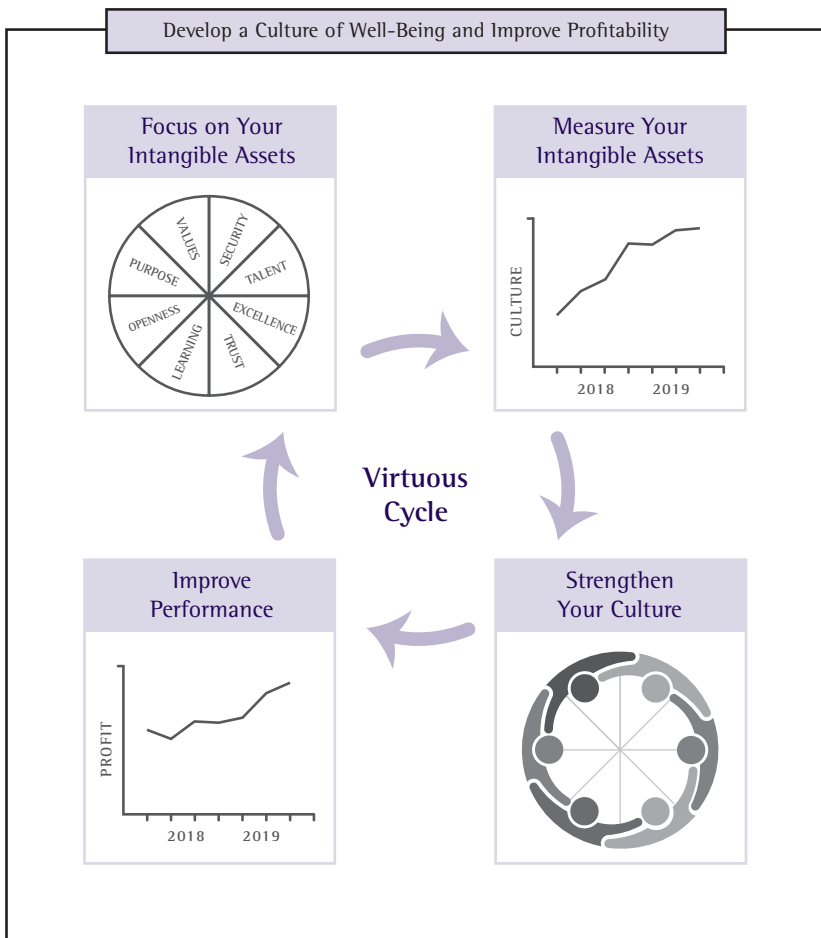 Develop a Culture of Well-Being and Improve Profitability
Focus on Your
Intangible Assets
VALUES
SECURITY
PURPOSE
TALENT
OPENNESS
EXCELLENCE
LEARNING
TRUST
Measure Your
Intangible Assets
CULTURE
2018 2019
Virtuous
Cycle
Improve
Performance
PROFIT
2018 2019
Strengthen
Your Culture